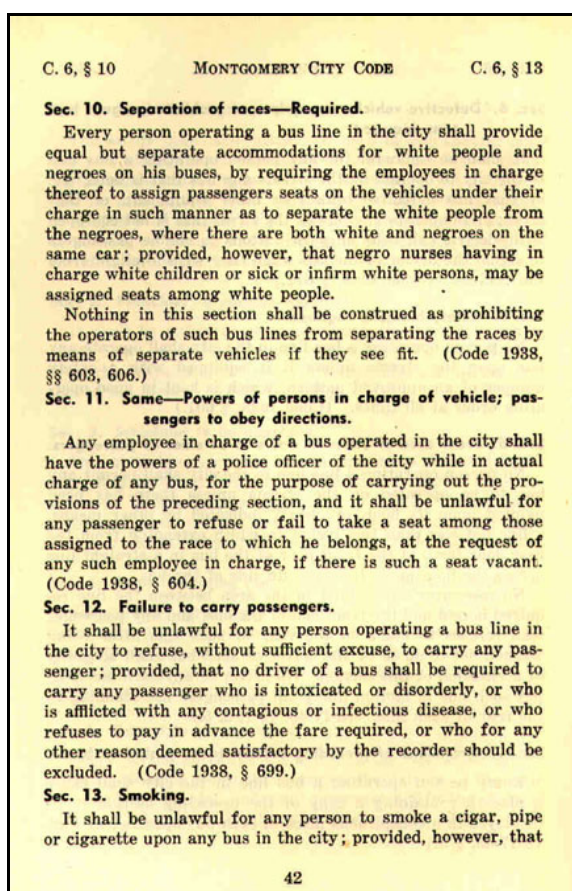 C. 6, § 10 MONTGOMERY CITY CODE C. 6, § 13
Sec. 10. Separation of races—Required.
Every person operating a bus line in the city shall provide
equal but separate accommodations for white people and
negroes on his buses, by requiring the employees in charge
thereof to assign passengers seats on the vehicles under their
charge in such manner as to separate the white people from
the negroes, where there are both white and negroes on the
same car; provided, however, that negro nurses having in
charge white children or sick or infirm white persons, may be
assigned seats among white people.
Nothing in this section shall be construed as prohibiting
the operators of such bus lines from separating the races by
means of separate vehicles if they see fit. (Code 1938,
§§ 603, 606.)
Sec. 11. Same—Powers of persons in charge of vehicle; pas-
sengers to obey directions.
Any employee in charge of a bus operated in the city shall
have the powers of a police officer of the city while in actual
charge of any bus, for the purpose of carrying out the pro-
visions of the preceding section, and it shall be unlawful for
any passenger to refuse or fail to take a seat among those
assigned to the race to which he belongs, at the request of
any such employee in charge, if there is such a seat vacant.
(Code 1938, § 604.)
Sec. 12. Failure to carry passengers.
It shall be unlawful for any person operating a bus line in
the city to refuse, without sufficient excuse, to carry any pas-
senger; provided, that no driver of a bus shall be required to
carry any passenger who is intoxicated or disorderly, or who
is afflicted with any contagious or infectious disease, or who
refuses to pay in advance the fare required, or who for any
other reason deemed satisfactory by the recorder should be
excluded. (Code 1938, § 699.)
Sec. 13. Smoking.
It shall be unlawful for any person to smoke a cigar, pipe
or cigarette upon any bus in the city; provided, however, that
42